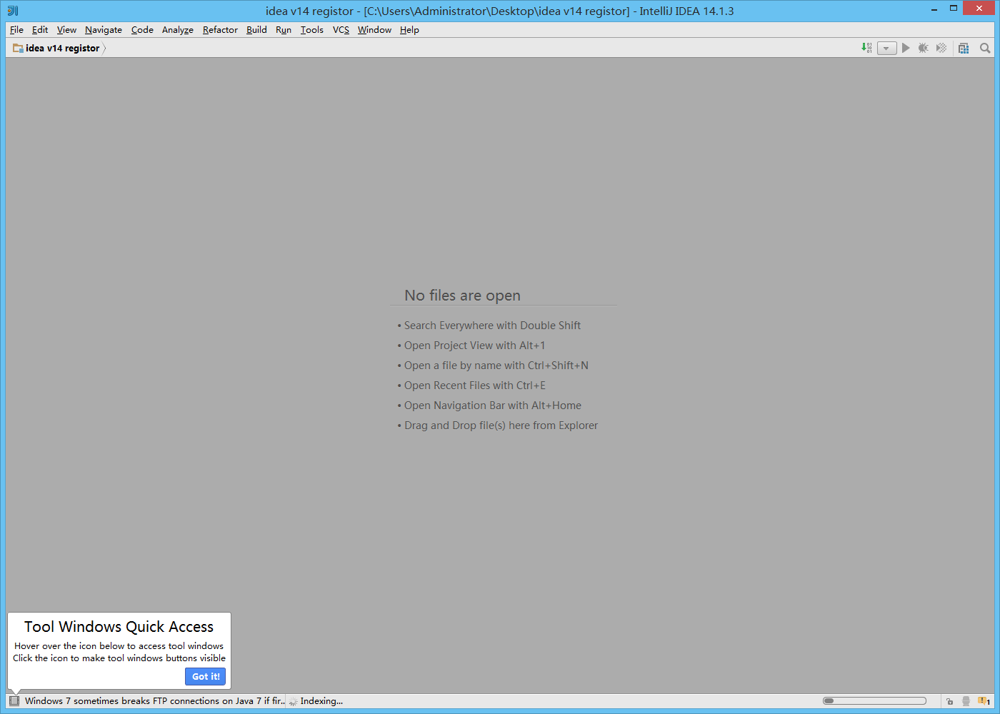 idea v14 registor - [C:\Users\Administrator\Desktop\idea v14 registor] - IntelliJ IDEA 14.1.3
File Edit View Navigate Code Analyze Refactor Build Run Tools VCS Window Help
idea v14 registor
No files are open
• Search Everywhere with Double Shift
• Open Project View with Alt+1
• Open a file by name with Ctrl+Shift+N
• Open Recent Files with Ctrl+E
• Open Navigation Bar with Alt+Home
• Drag and Drop file(s) here from Explorer
Tool Windows Quick Access
Hover over the icon below to access tool windows
Click the icon to make tool windows buttons visible
Got it!
Windows 7 sometimes breaks FTP connections on Java 7 if fir.. Indexing... 1